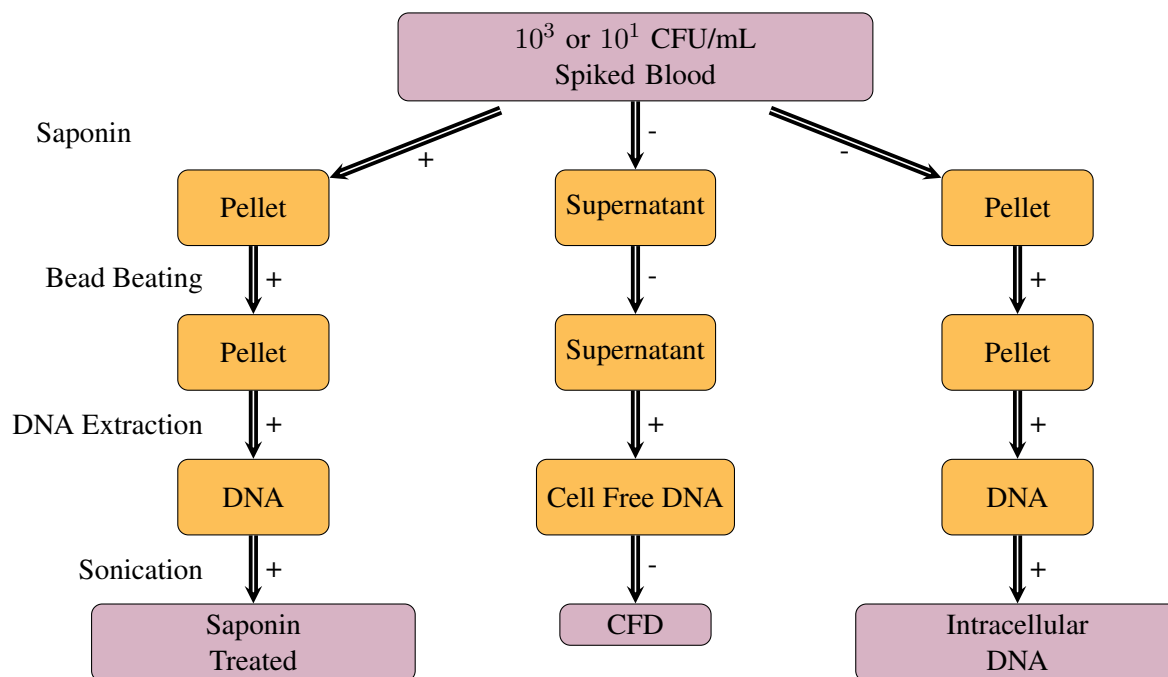 10³ or 10¹ CFU/mL
Spiked Blood
Saponin
+
-
-
Pellet
Supernatant
Pellet
Bead Beating
+
-
+
Pellet
Supernatant
Pellet
DNA Extraction
+
+
+
DNA
Cell Free DNA
DNA
Sonication
+
-
+
Saponin
Treated
CFD
Intracellular
DNA